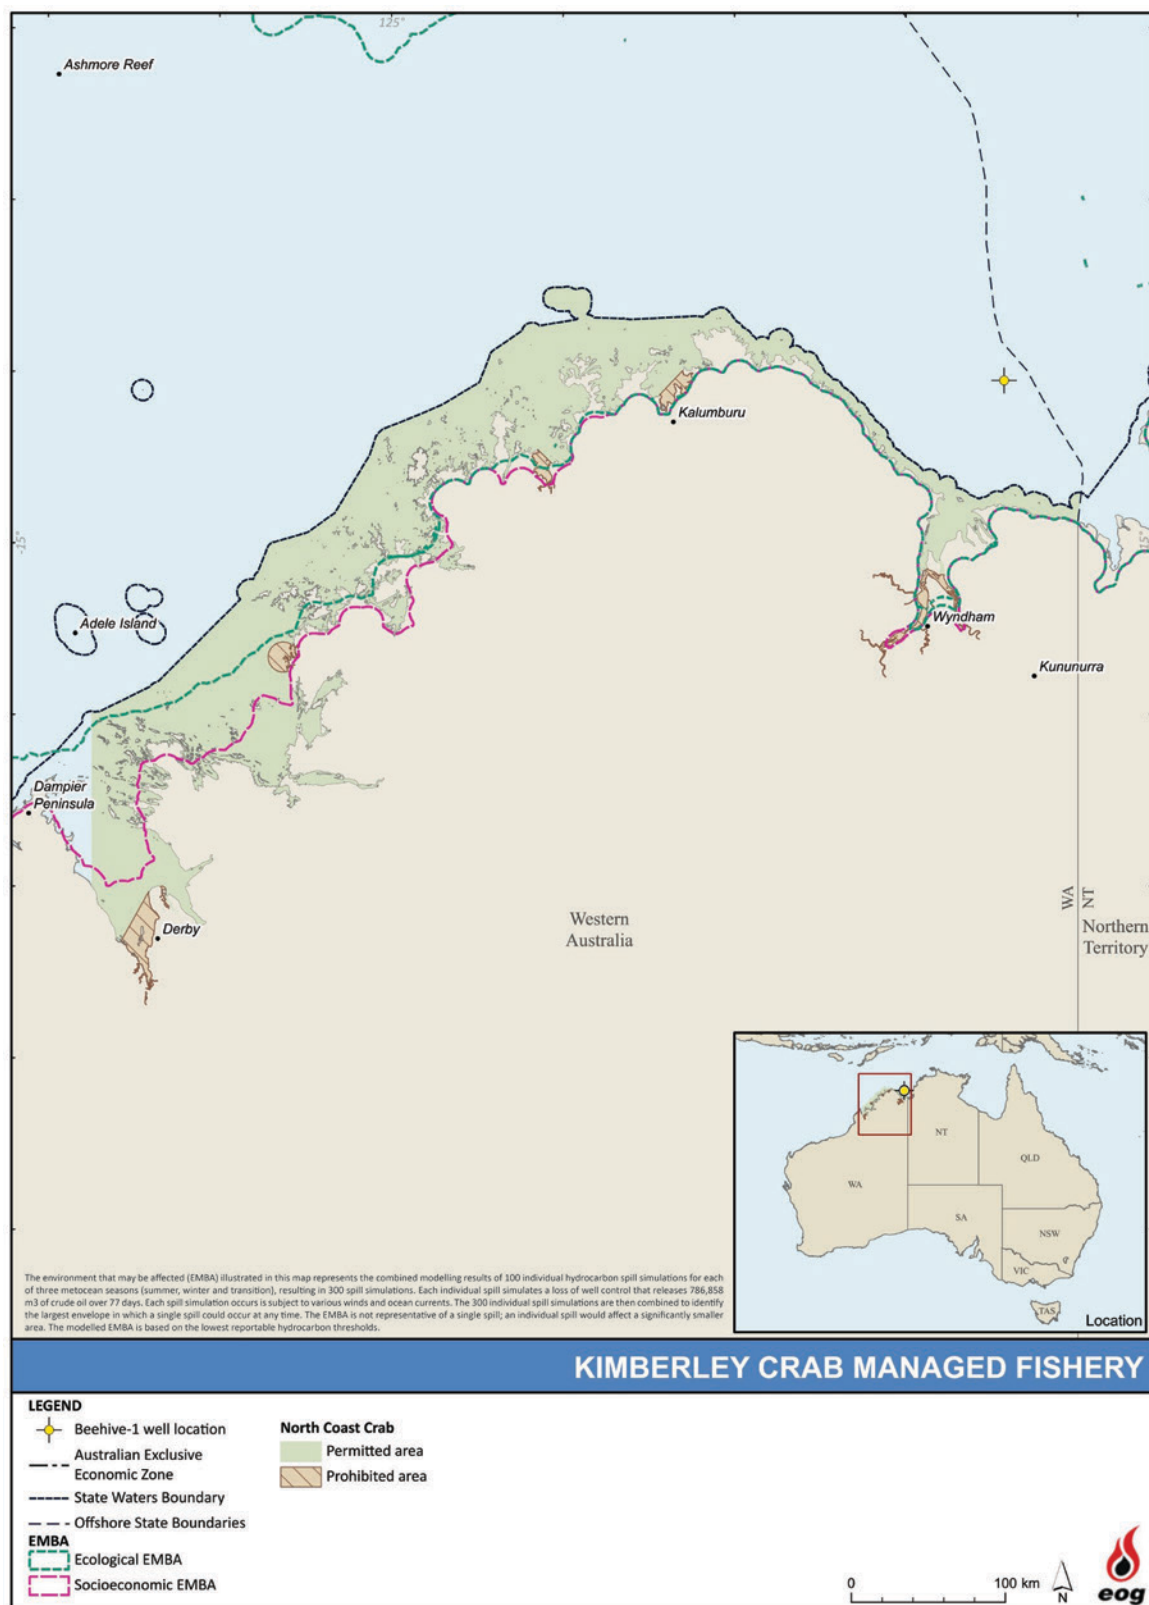 125°
Ashmore Reef
Kalumburu
-15°
15°
Adele Island
Wyndham
Kununurra
Dampier
Peninsula
Derby
Western
Australia
WA
NT
Northern
Territory
NT
QLD
WA
SA
NSW
VIC
TAS
Location
The environment that may be affected (EMBA) illustrated in this map represents the combined modelling results of 100 individual hydrocarbon spill simulations for each
of three metocean seasons (summer, winter and transition), resulting in 300 spill simulations. Each individual spill simulates a loss of well control that releases 786,858
m3 of crude oil over 77 days. Each spill simulation occurs is subject to various winds and ocean currents. The 300 individual spill simulations are then combined to identify
the largest envelope in which a single spill could occur at any time. The EMBA is not representative of a single spill; an individual spill would affect a significantly smaller
area. The modelled EMBA is based on the lowest reportable hydrocarbon thresholds.
KIMBERLEY CRAB MANAGED FISHERY
LEGEND
Beehive-1 well location
Australian Exclusive
Economic Zone
State Waters Boundary
Offshore State Boundaries
EMBA
Ecological EMBA
Socioeconomic EMBA
North Coast Crab
Permitted area
Prohibited area
0 100 km
N
eog